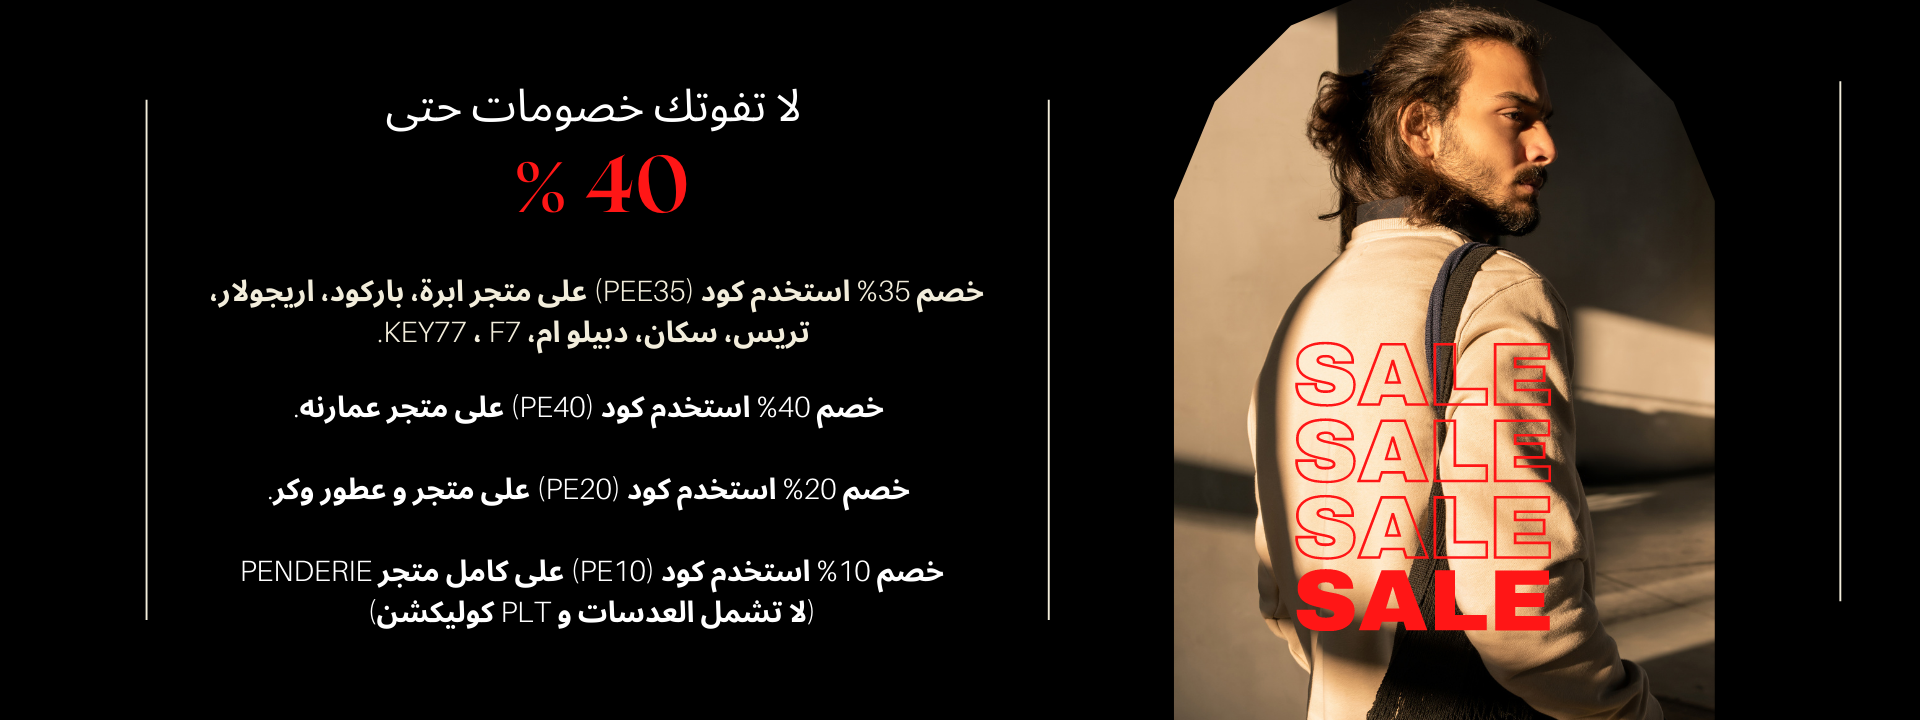 لا تفوتك خصومات حتى
% 40
خصم 35% استخدم كود (PEE35) على متجر ابرة، باركود، اريجولار،
تريس، سكان، دبيلو ام، KEY77 ، F7.
خصم 40% استخدم كود (PE40) على متجر عمارنه.
خصم 20% استخدم كود (PE20) على متجر و عطور وكر.
خصم 10% استخدم كود (PE10) على كامل متجر PENDERIE
(لا تشمل العدسات و PLT كوليكشن)
SALE
SALE
SALE
SALE